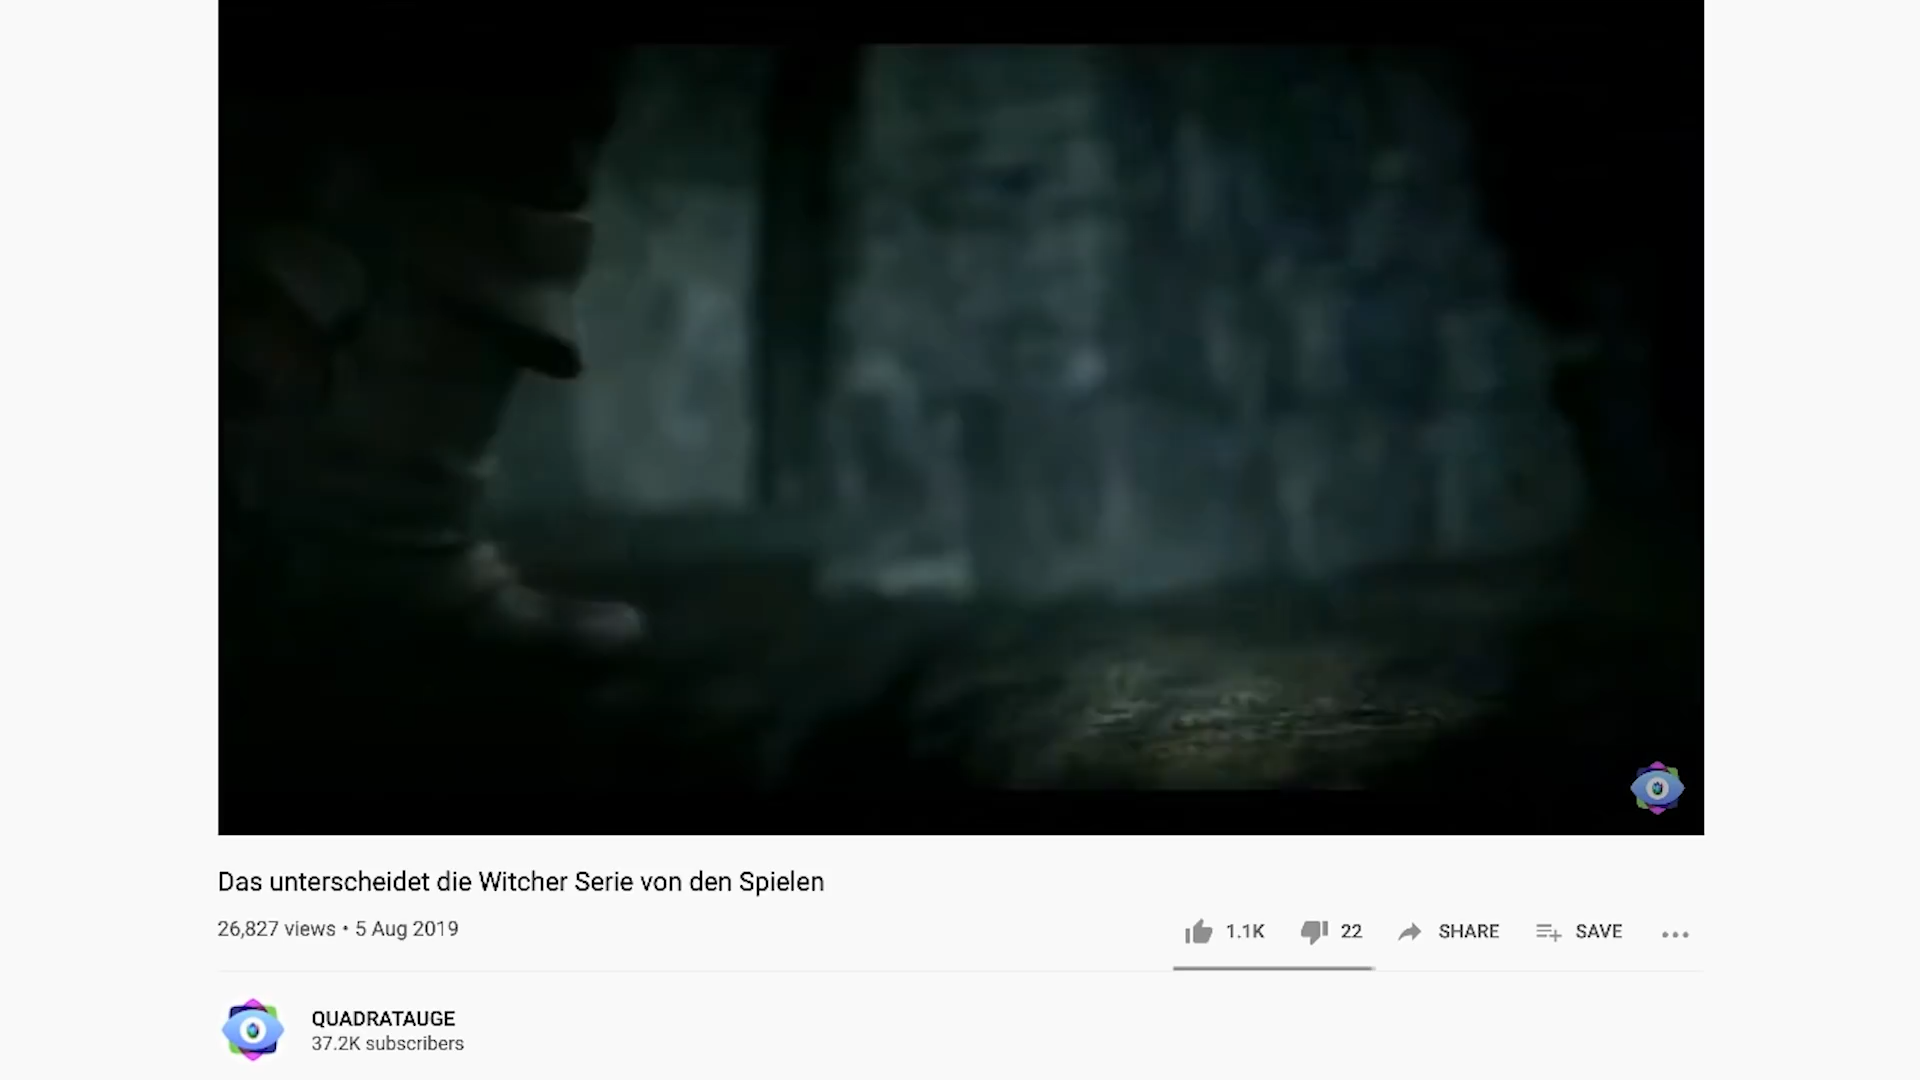 Das unterscheidet die Witcher Serie von den Spielen
26,827 views • 5 Aug 2019
1.1K 22 SHARE SAVE
QUADRATAUGE
37.2K subscribers